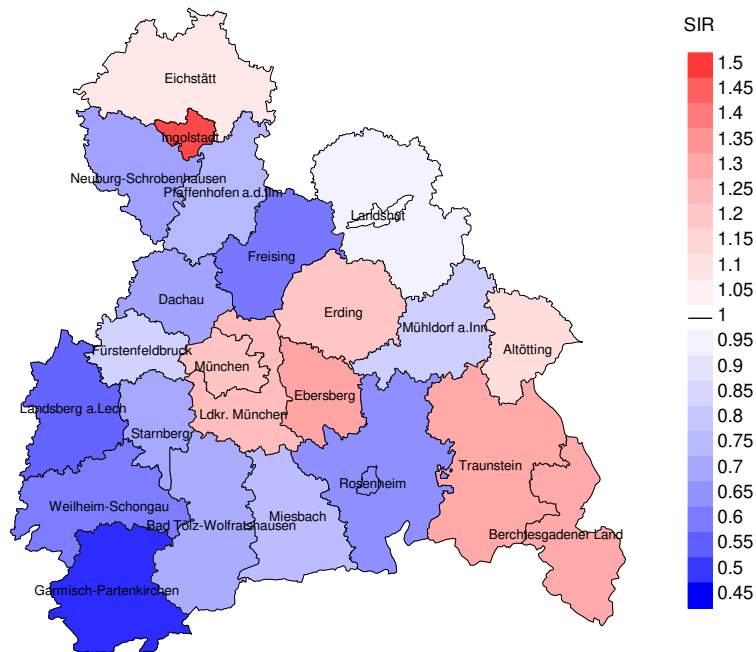 SIR
1.5
1.45
1.4
1.35
1.3
1.25
1.2
1.15
1.1
1.05
1
0.95
0.9
0.85
0.8
0.75
0.7
0.65
0.6
0.55
0.5
0.45
Eichstätt
Ingolstadt
Neuburg-Schrobenhausen
Pfaffenhofen a.d.Ilm
Landshut
Freising
Dachau
Erding
Mühldorf a.Inn
Altötting
Fürstenfeldbruck
München
Ebersberg
Landsberg a.Lech
Ldkr. München
Starnberg
Traunstein
Rosenheim
Weilheim-Schongau
Miesbach
Bad Tölz-Wolfratshausen
Berchtesgadener Land
Garmisch-Partenkirchen